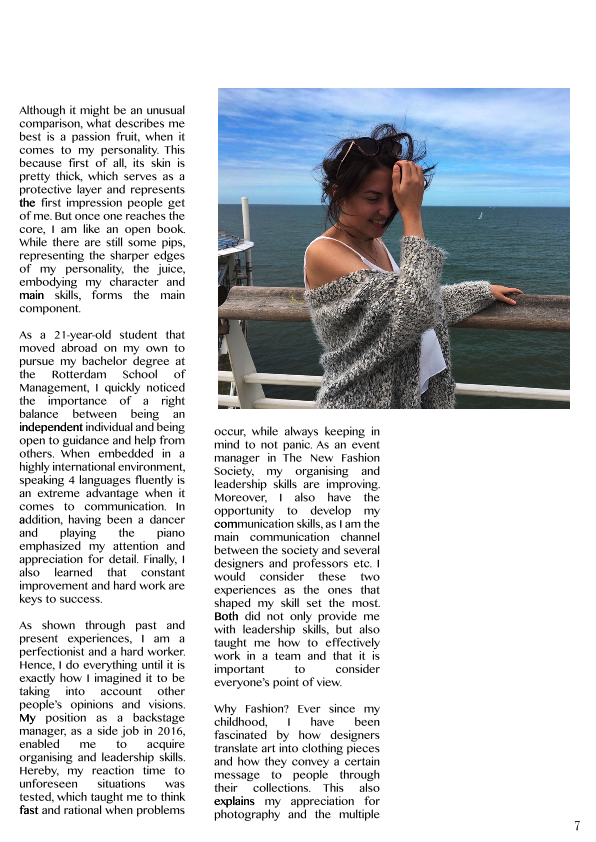 Although it might be an unusual
comparison, what describes me
best is a passion fruit, when it
comes to my personality. This
because first of all, its skin is
pretty thick, which serves as a
protective layer and represents
the first impression people get
of me. But once one reaches the
core, I am like an open book.
While there are still some pips,
representing the sharper edges
of my personality, the juice,
embodying my character and
main skills, forms the main
component.
As a 21-year-old student that
moved abroad on my own to
pursue my bachelor degree at
the Rotterdam School of
Management, I quickly noticed
the importance of a right
balance between being an
independent individual and being
open to guidance and help from
others. When embedded in a
highly international environment,
speaking 4 languages fluently is
an extreme advantage when it
comes to communication. In
addition, having been a dancer
and playing the piano
emphasized my attention and
appreciation for detail. Finally, I
also learned that constant
improvement and hard work are
keys to success.
As shown through past and
present experiences, I am a
perfectionist and a hard worker.
Hence, I do everything until it is
exactly how I imagined it to be
taking into account other
people's opinions and visions.
My position as a backstage
manager, as a side job in 2016,
enabled me to acquire
organising and leadership skills.
Hereby, my reaction time to
unforeseen situations was
tested, which taught me to think
fast and rational when problems
occur, while always keeping in
mind to not panic. As an event
manager in The New Fashion
Society, my organising and
leadership skills are improving.
Moreover, I also have the
opportunity to develop my
communication skills, as I am the
main communication channel
between the society and several
designers and professors etc. I
would consider these two
experiences as the ones that
shaped my skill set the most.
Both did not only provide me
with leadership skills, but also
taught me how to effectively
work in a team and that it is
important to consider
everyone's point of view.
Why Fashion? Ever since my
childhood, I have been
fascinated by how designers
translate art into clothing pieces
and how they convey a certain
message to people through
their collections. This also
explains my appreciation for
photography and the multiple
7